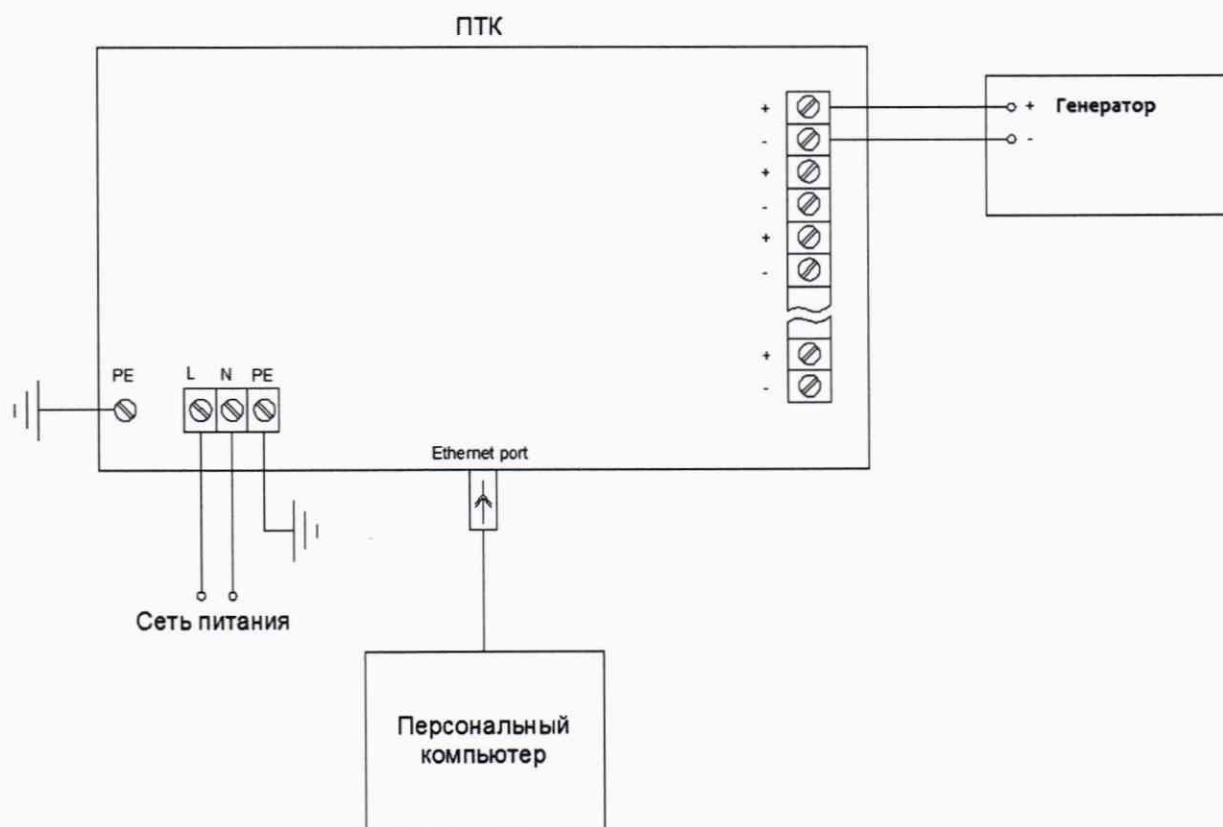 ПТК
+
+ Генератор
-
-
+
-
+
-
+
-
PE
L N PE
Ethernet port
Сеть питания
Персональный
компьютер